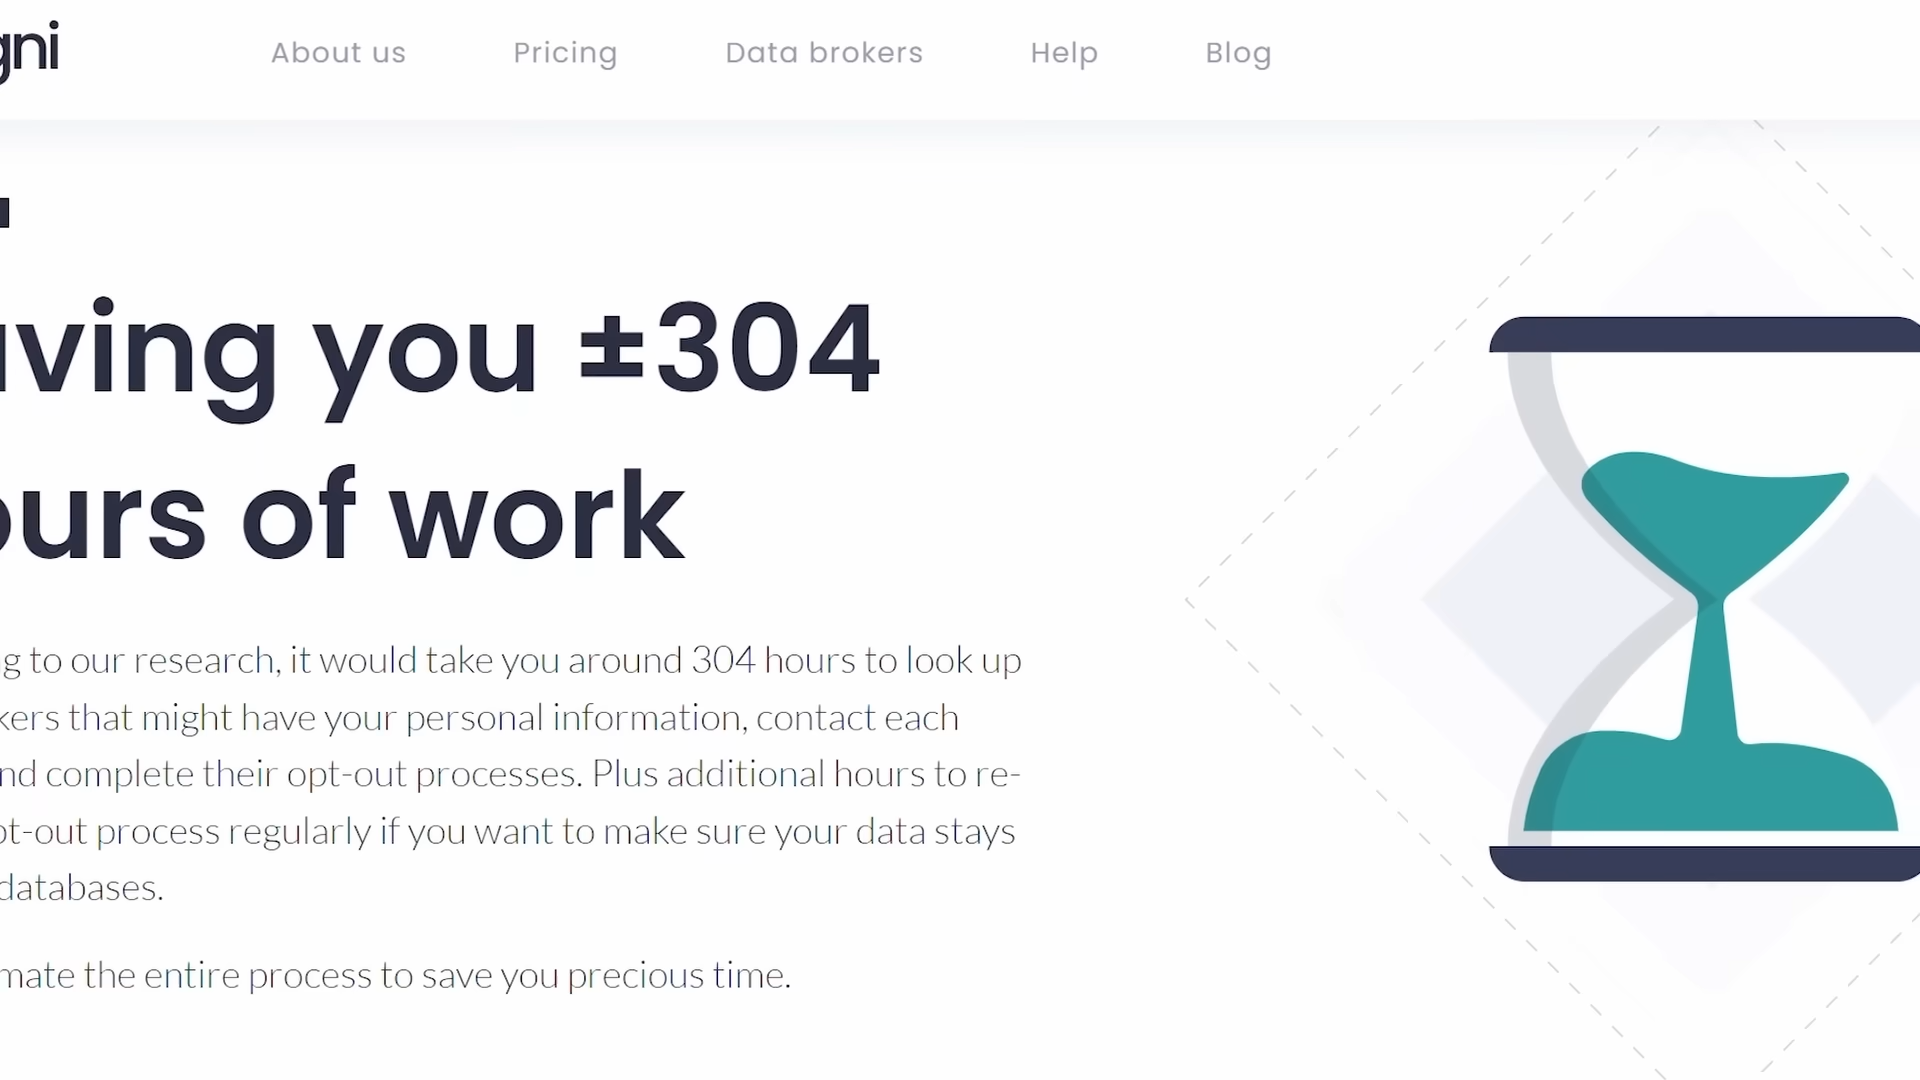 gni About us Pricing Data brokers Help Blog
ving you ±304
ours of work
g to our research, it would take you around 304 hours to look up
kers that might have your personal information, contact each
nd complete their opt-out processes. Plus additional hours to re-
pt-out process regularly if you want to make sure your data stays
databases.
mate the entire process to save you precious time.